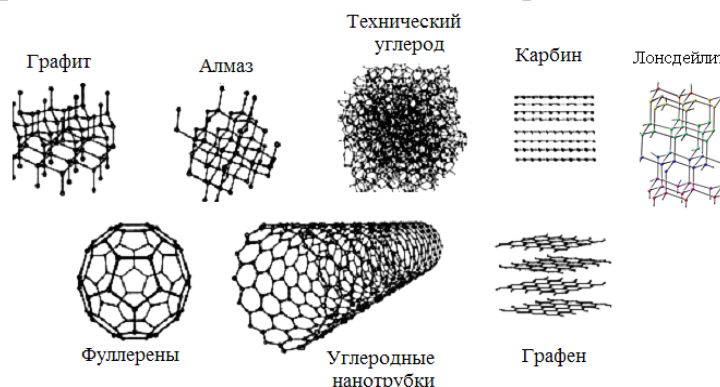 Технический
углерод
Графит
Алмаз
Карбин
Лонсдейлит
Фуллерены
Углеродные
нанотрубки
Графен